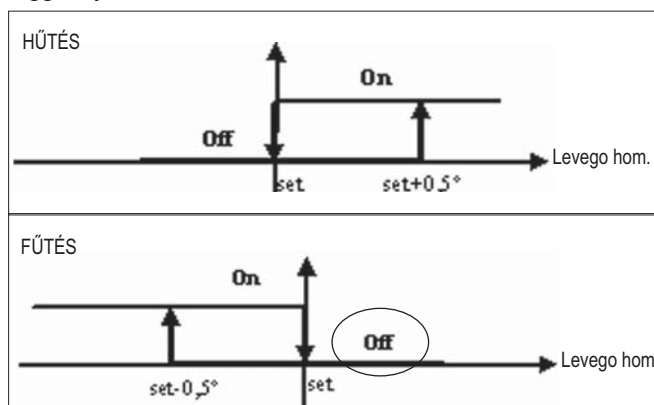 HŰTÉS
On
Off
Levego hom.
set
set+0.5°
FŰTÉS
On
Off
Levego hom
set-0,5°
set